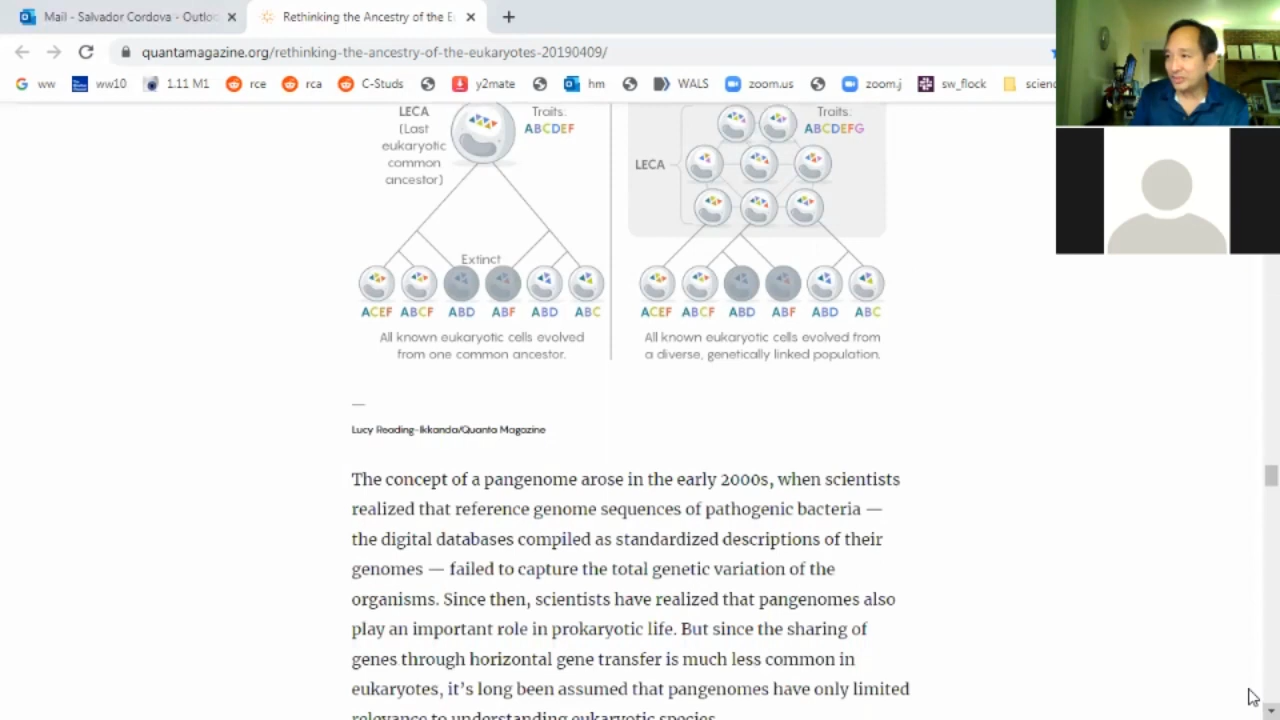 Mail - Salvador Cordova - Outlo
Rethinking the Ancestry of the E
quantamagazine.org/rethinking-the-ancestry-of-the-eukaryotes-20190409/
ww
ww10
1.11 M1
rce
rca
C-Studs
y2mate
hm
WALS
zoom.us
zoom.j
sw_flock
scienc
LECA
(Last
eukaryotic
common
ancestor)
Traits:
ABCDEF
Extinct
ACEF ABCF ABD ABF ABD ABC
All known eukaryotic cells evolved
from one common ancestor.
Traits:
ABCDEFG
LECA
ACEF ABCF ABD ABF ABD ABC
All known eukaryotic cells evolved from
a diverse, genetically linked population.
—
Lucy Reading-Ikkanda/Quanta Magazine
The concept of a pangenome arose in the early 2000s, when scientists
realized that reference genome sequences of pathogenic bacteria —
the digital databases compiled as standardized descriptions of their
genomes — failed to capture the total genetic variation of the
organisms. Since then, scientists have realized that pangenomes also
play an important role in prokaryotic life. But since the sharing of
genes through horizontal gene transfer is much less common in
eukaryotes, it's long been assumed that pangenomes have only limited
relevance to understanding eukaryotic species.